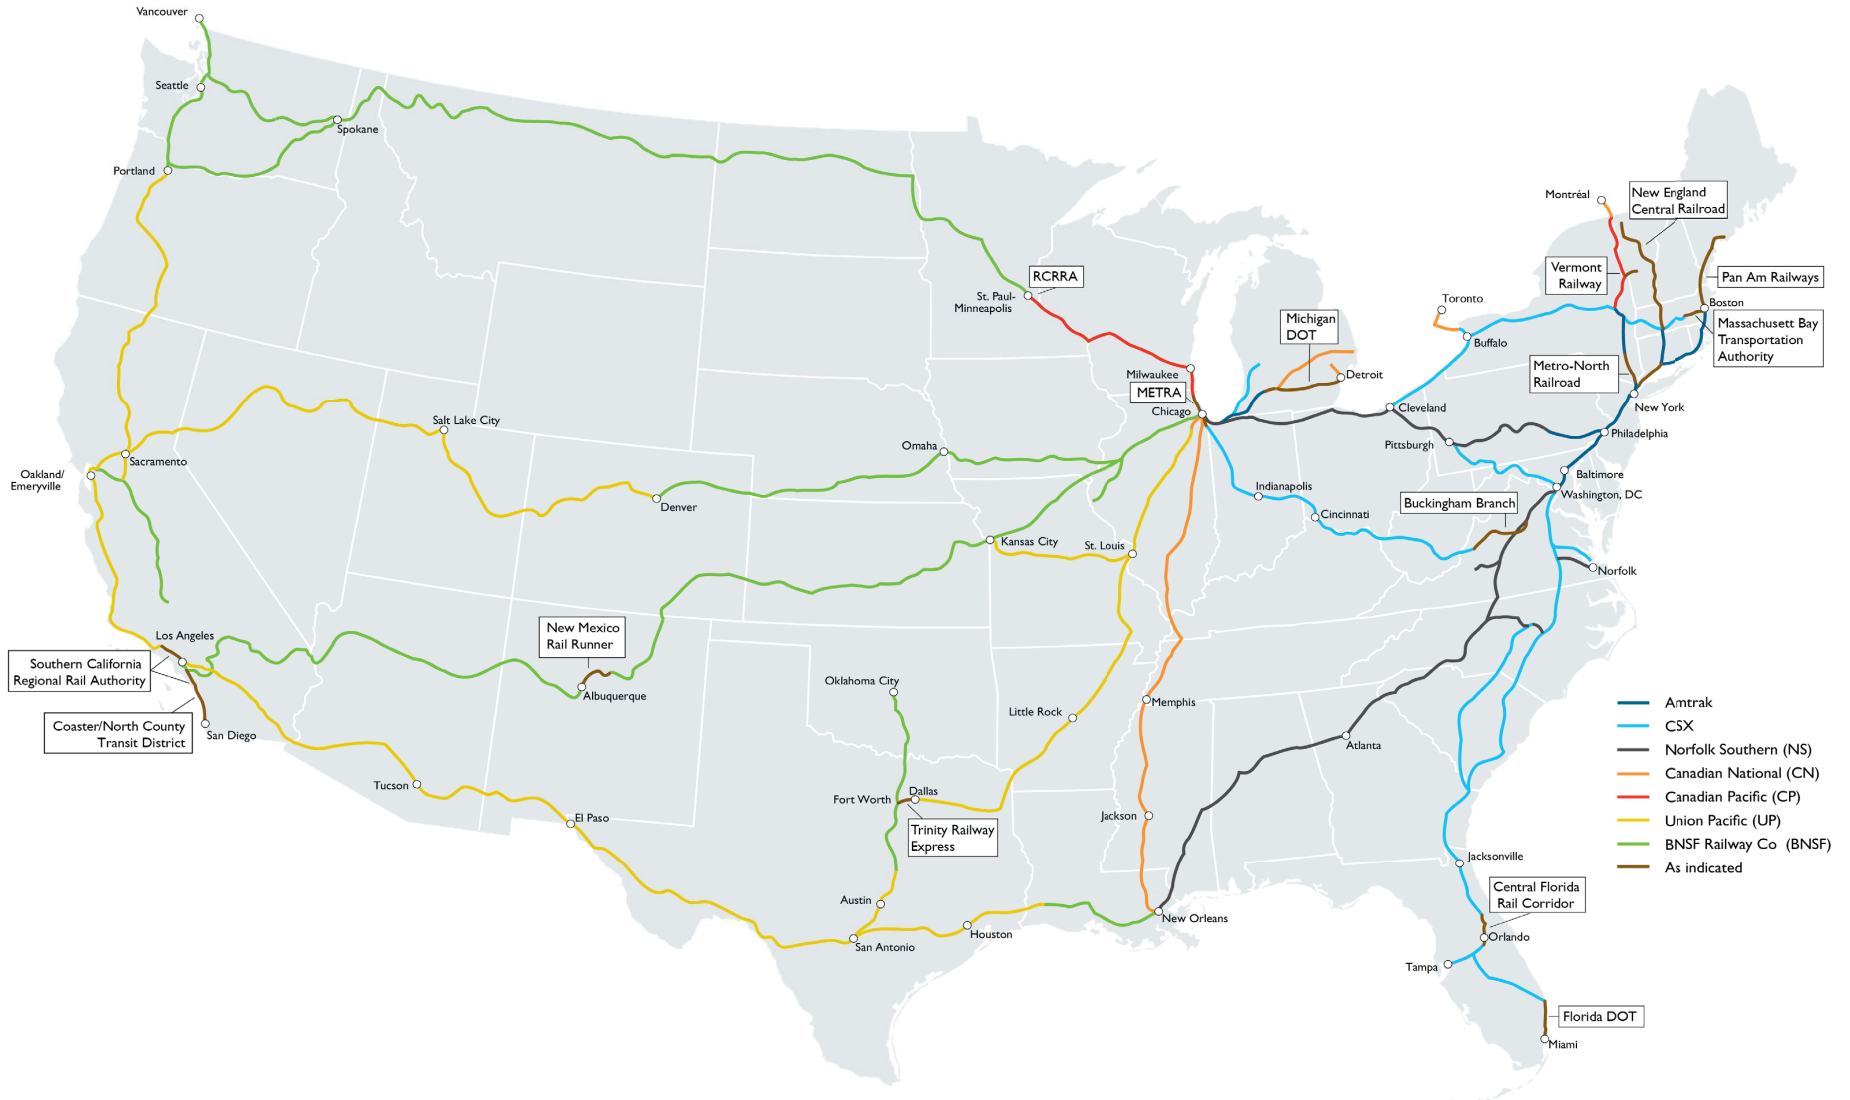 Vancouver
Seattle
Spokane
Portland
Montréal
New England
Central Railroad
RCRRA
Vermont
Railway
Pan Am Railways
St. Paul-
Minneapolis
Toronto
Boston
Michigan
DOT
Massachusett Bay
Transportation
Authority
Buffalo
Milwaukee
Detroit
Metro-North
Railroad
METRA
Chicago
Cleveland
New York
Salt Lake City
Omaha
Pittsburgh
Philadelphia
Sacramento
Oakland/
Emeryville
Baltimore
Indianapolis
Washington, DC
Denver
Buckingham Branch
Cincinnati
Kansas City
St. Louis
Norfolk
Los Angeles
New Mexico
Rail Runner
Southern California
Regional Rail Authority
Oklahoma City
Albuquerque
Memphis
Amtrak
Little Rock
Coaster/North County
Transit District
San Diego
CSX
Atlanta
Norfolk Southern (NS)
Canadian National (CN)
Tucson
Fort Worth
Dallas
Canadian Pacific (CP)
El Paso
Jackson
Union Pacific (UP)
Trinity Railway
Express
BNSF Railway Co (BNSF)
Jacksonville
As indicated
Central Florida
Rail Corridor
Austin
New Orleans
Houston
Orlando
San Antonio
Tampa
Florida DOT
Miami